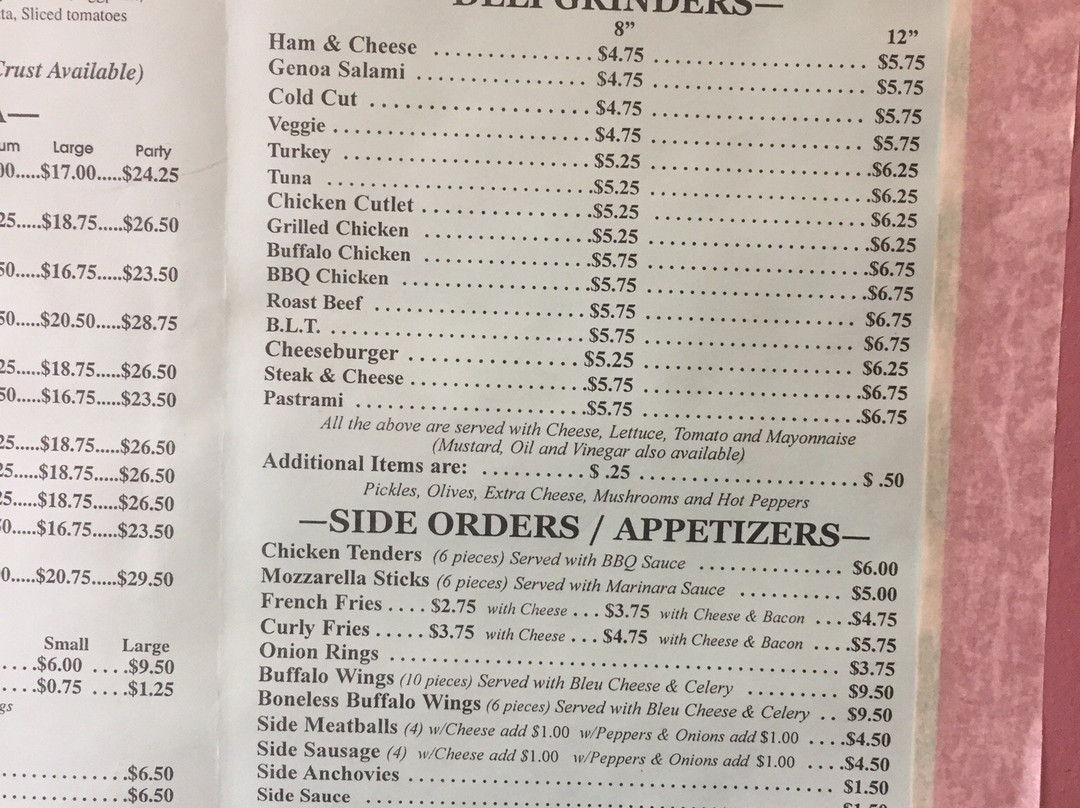 ta, Sliced tomatoes
Crust Available)
A—
um Large Party
00.....$17.00.....$24.25
25.....$18.75.....$26.50
50.....$16.75.....$23.50
50.....$20.50.....$28.75
25.....$18.75.....$26.50
50.....$16.75.....$23.50
25.....$18.75.....$26.50
25.....$18.75.....$26.50
25.....$18.75.....$26.50
50.....$16.75.....$23.50
0.....$20.75.....$29.50
Small Large
....$6.00 ....$9.50
....$0.75 ....$1.25
gs
............$6.50
............$6.50
DELI GRINDERS—
8” 12”
Ham & Cheese ............... $4.75 .................... $5.75
Genoa Salami ............... $4.75 .................... $5.75
Cold Cut .................... $4.75 .................... $5.75
Veggie ....................... $4.75 .................... $5.75
Turkey ...................... $5.25 .................... $6.25
Tuna ........................ $5.25 .................... $6.25
Chicken Cutlet ............... $5.25 .................... $6.25
Grilled Chicken .............. $5.25 .................... $6.25
Buffalo Chicken .............. $5.75 .................... $6.75
BBQ Chicken ................ $5.75 .................... $6.75
Roast Beef ................... $5.75 .................... $6.75
B.L.T. ....................... $5.75 .................... $6.75
Cheeseburger ................ $5.25 .................... $6.25
Steak & Cheese ............... $5.75 .................... $6.75
Pastrami ..................... $5.75 .................... $6.75
All the above are served with Cheese, Lettuce, Tomato and Mayonnaise
(Mustard, Oil and Vinegar also available)
Additional Items are: .......... $ .25 .................... $ .50
Pickles, Olives, Extra Cheese, Mushrooms and Hot Peppers
—SIDE ORDERS / APPETIZERS—
Chicken Tenders (6 pieces) Served with BBQ Sauce .............. $6.00
Mozzarella Sticks (6 pieces) Served with Marinara Sauce .......... $5.00
French Fries .... $2.75 with Cheese ... $3.75 with Cheese & Bacon .... $4.75
Curly Fries ..... $3.75 with Cheese ... $4.75 with Cheese & Bacon .... $5.75
Onion Rings ............................................ $3.75
Buffalo Wings (10 pieces) Served with Bleu Cheese & Celery ......... $9.50
Boneless Buffalo Wings (6 pieces) Served with Bleu Cheese & Celery .. $9.50
Side Meatballs (4) w/Cheese add $1.00 w/Peppers & Onions add $1.00 .... $4.50
Side Sausage (4) w/Cheese add $1.00 w/Peppers & Onions add $1.00 .... $4.50
Side Anchovies .......................................... $1.50
Side Sauce .............................................. $1.50